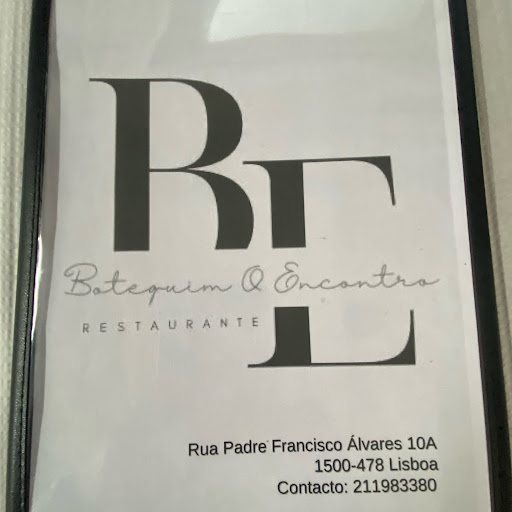 BE
Botequim O Encontro
RESTAURANTE
Rua Padre Francisco Álvares 10A
1500-478 Lisboa
Contacto: 211983380